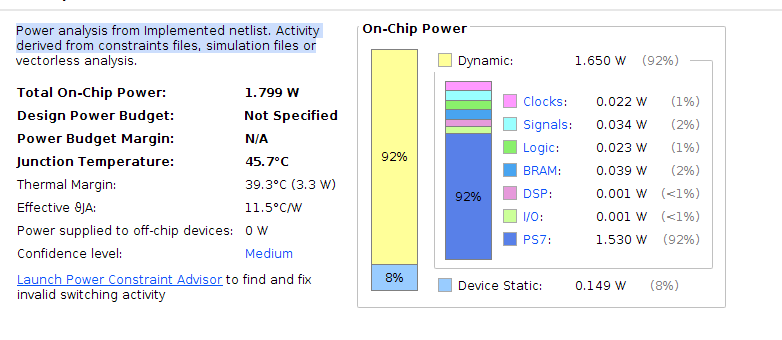 Power analysis from Implemented netlist. Activity
derived from constraints files, simulation files or
vectorless analysis.
Total On-Chip Power: 1.799 W
Design Power Budget: Not Specified
Power Budget Margin: N/A
Junction Temperature: 45.7°C
Thermal Margin: 39.3°C (3.3 W)
Effective ϑJA: 11.5°C/W
Power supplied to off-chip devices: 0 W
Confidence level: Medium
Launch Power Constraint Advisor to find and fix
invalid switching activity
On-Chip Power
92%
8%
Dynamic: 1.650 W (92%)
92%
Clocks: 0.022 W (1%)
Signals: 0.034 W (2%)
Logic: 0.023 W (1%)
BRAM: 0.039 W (2%)
DSP: 0.001 W (<1%)
I/O: 0.001 W (<1%)
PS7: 1.530 W (92%)
Device Static: 0.149 W (8%)